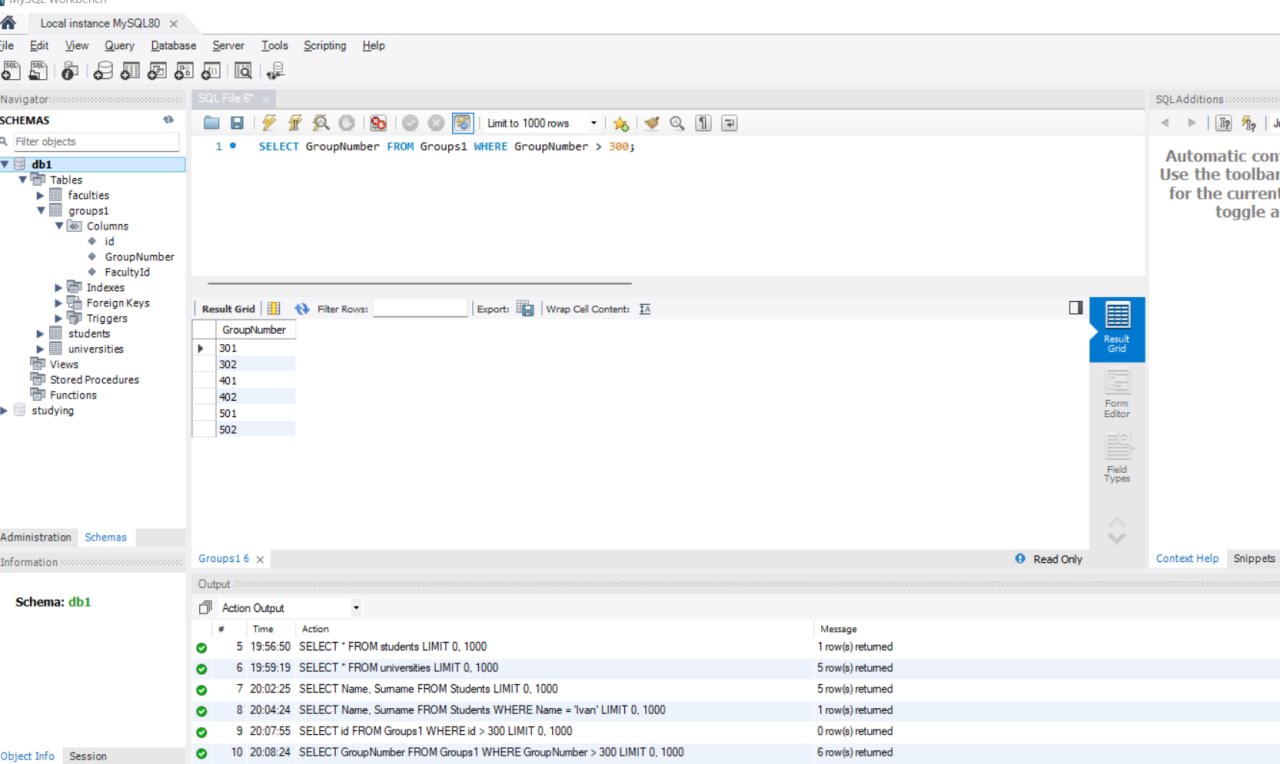 MySQL Workbench
Local instance MySQL80
File Edit View Query Database Server Tools Scripting Help
Navigator
SCHEMAS
Filter objects
db1
Tables
faculties
groups1
Columns
id
GroupNumber
FacultyId
Indexes
Foreign Keys
Triggers
students
universities
Views
Stored Procedures
Functions
studying
Administration Schemas
Information
Schema: db1
Object Info Session
SQL File 6*
Limit to 1000 rows
1 SELECT GroupNumber FROM Groups1 WHERE GroupNumber > 300;
Result Grid Filter Rows: Export: Wrap Cell Content:
GroupNumber
301
302
401
402
501
502
Result
Grid
Form
Editor
Field
Types
Groups1 6
Read Only
Output
Action Output
# Time Action Message
5 19:56:50 SELECT * FROM students LIMIT 0, 1000 1 row(s) returned
6 19:59:19 SELECT * FROM universities LIMIT 0, 1000 5 row(s) returned
7 20:02:25 SELECT Name, Surname FROM Students LIMIT 0, 1000 5 row(s) returned
8 20:04:24 SELECT Name, Surname FROM Students WHERE Name = 'Ivan' LIMIT 0, 1000 1 row(s) returned
9 20:07:55 SELECT id FROM Groups1 WHERE id > 300 LIMIT 0, 1000 0 row(s) returned
10 20:08:24 SELECT GroupNumber FROM Groups1 WHERE GroupNumber > 300 LIMIT 0, 1000 6 row(s) returned
SQLAdditions
Automatic con
Use the toolbar
for the current
toggle a
Context Help Snippets